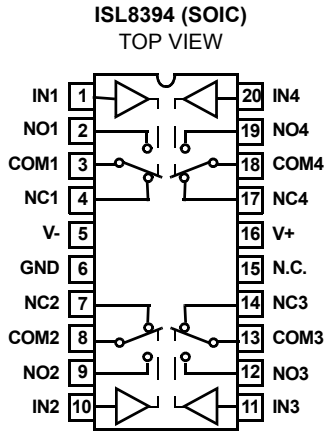 ISL8394 (SOIC)
TOP VIEW
IN1 1 20 IN4
NO1 2 19 NO4
COM1 3 18 COM4
NC1 4 17 NC4
V- 5 16 V+
GND 6 15 N.C.
NC2 7 14 NC3
COM2 8 13 COM3
NO2 9 12 NO3
IN2 10 11 IN3